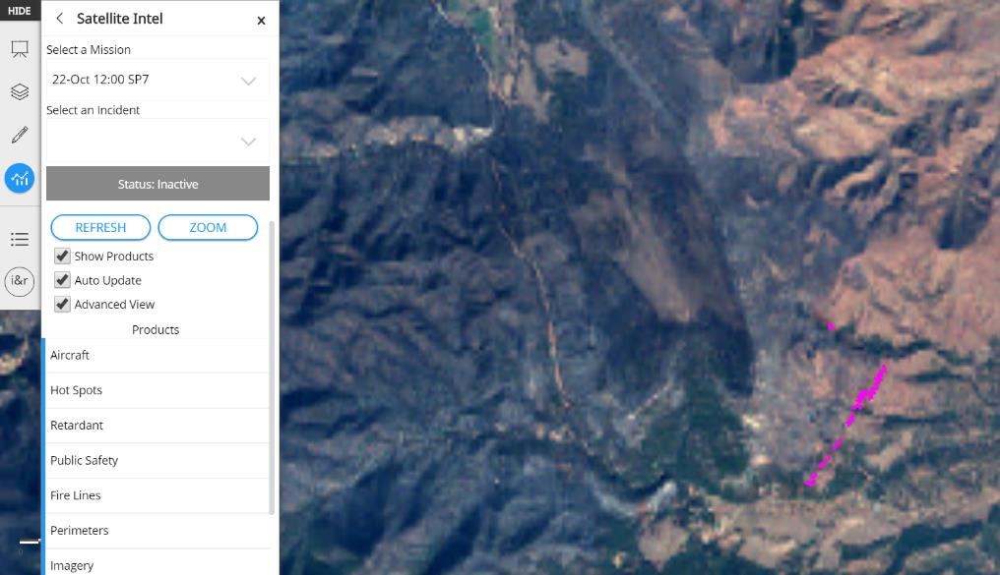 HIDE
Satellite Intel
x
Select a Mission
22-Oct 12:00 SP7
Select an Incident
Status: Inactive
REFRESH
ZOOM
Show Products
Auto Update
Advanced View
i&r
Products
Aircraft
Hot Spots
Retardant
Public Safety
Fire Lines
Perimeters
Imagery